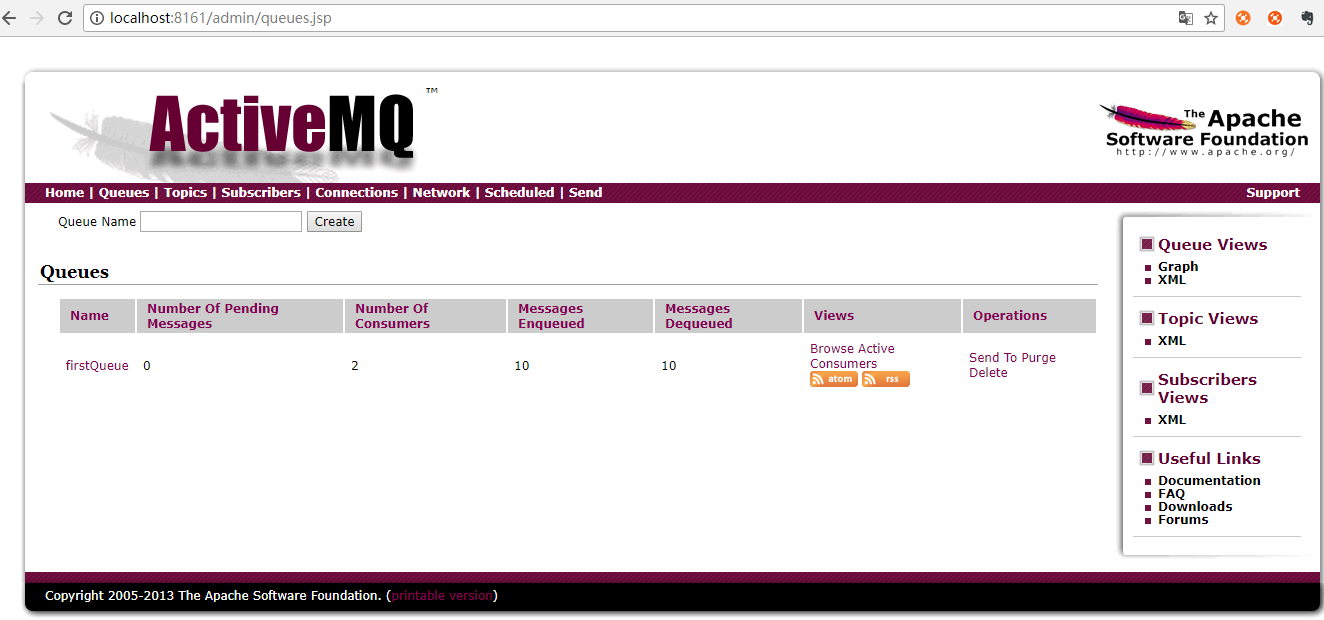 localhost:8161/admin/queues.jsp
ActiveMQ ™
The Apache
Software Foundation
http://www.apache.org/
Home | Queues | Topics | Subscribers | Connections | Network | Scheduled | Send
Support
Queue Name Create
Queues
Name Number Of Pending Messages Number Of Consumers Messages Enqueued Messages Dequeued Views Operations
firstQueue 0 2 10 10
Browse Active
Consumers
atom rss
Send To Purge
Delete
Queue Views
Graph
XML
Topic Views
XML
Subscribers
Views
XML
Useful Links
Documentation
FAQ
Downloads
Forums
Copyright 2005-2013 The Apache Software Foundation. (printable version)